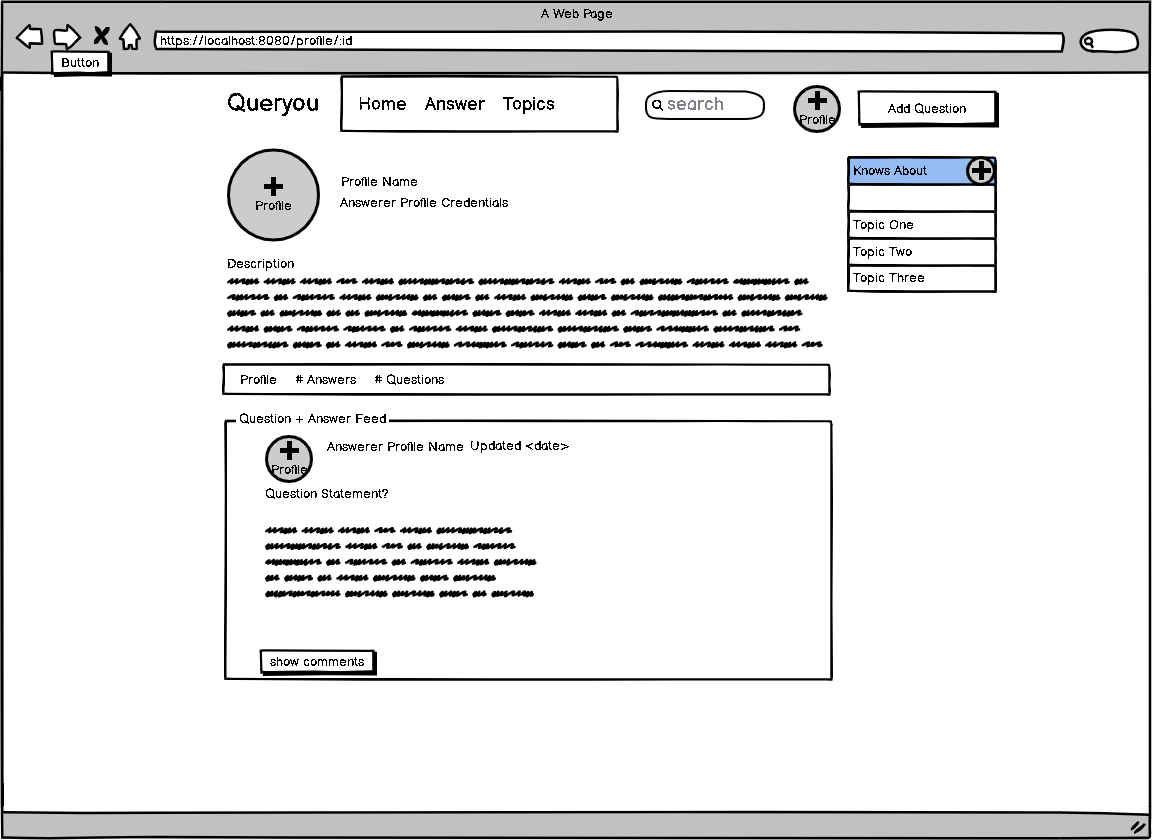 A Web Page
https://localhost:8080/profile/:id
Button
Queryou
Home Answer Topics
search
Profile
Add Question
Profile
Profile Name
Answerer Profile Credentials
Knows About
Topic One
Topic Two
Topic Three
Description
Profile # Answers # Questions
Question + Answer Feed
Profile
Answerer Profile Name Updated <date>
Question Statement?
show comments